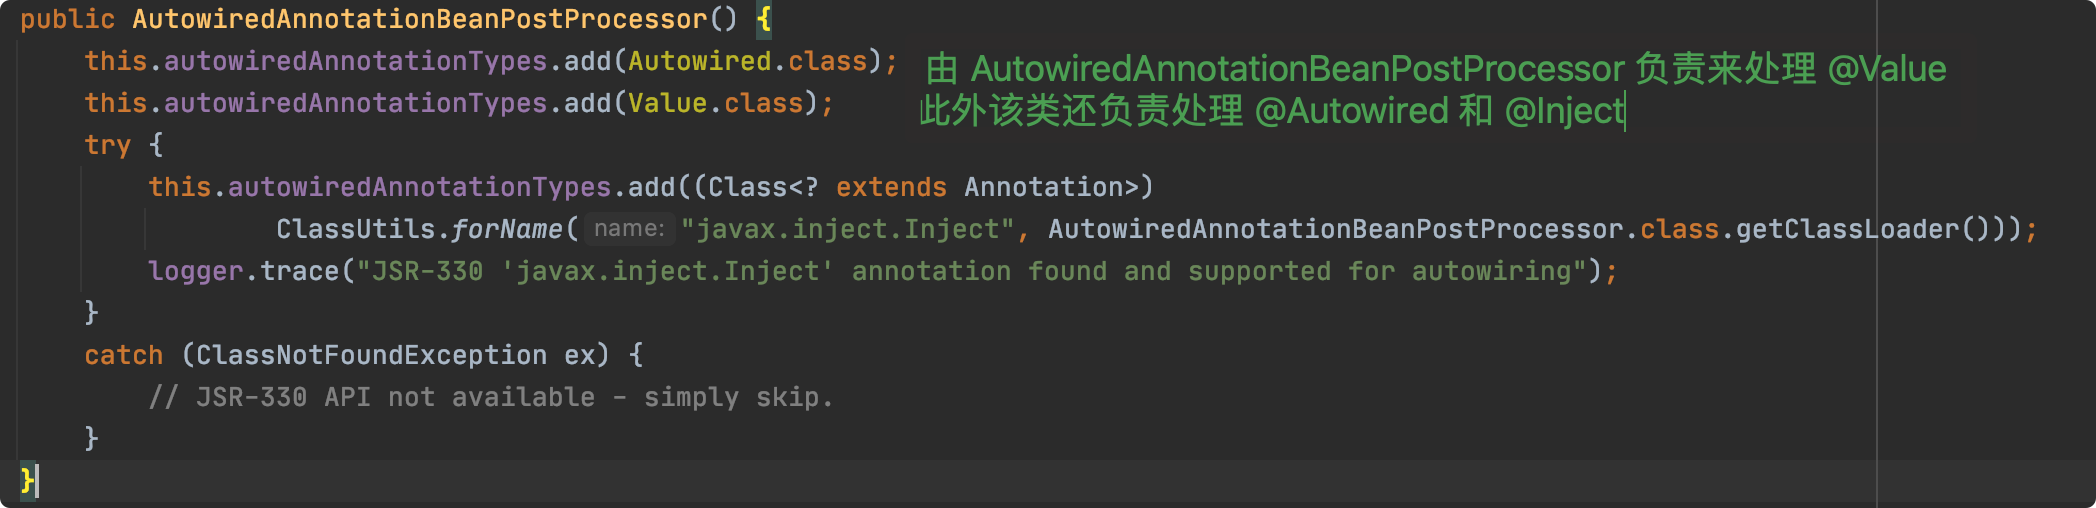 public AutowiredAnnotationBeanPostProcessor() {
this.autowiredAnnotationTypes.add(Autowired.class);
由 AutowiredAnnotationBeanPostProcessor 负责来处理 @Value
this.autowiredAnnotationTypes.add(Value.class);
此外该类还负责处理 @Autowired 和 @Inject
try {
this.autowiredAnnotationTypes.add((Class<? extends Annotation>)
ClassUtils.forName( name: "javax.inject.Inject", AutowiredAnnotationBeanPostProcessor.class.getClassLoader()));
logger.trace("JSR-330 'javax.inject.Inject' annotation found and supported for autowiring");
}
catch (ClassNotFoundException ex) {
// JSR-330 API not available - simply skip.
}
}